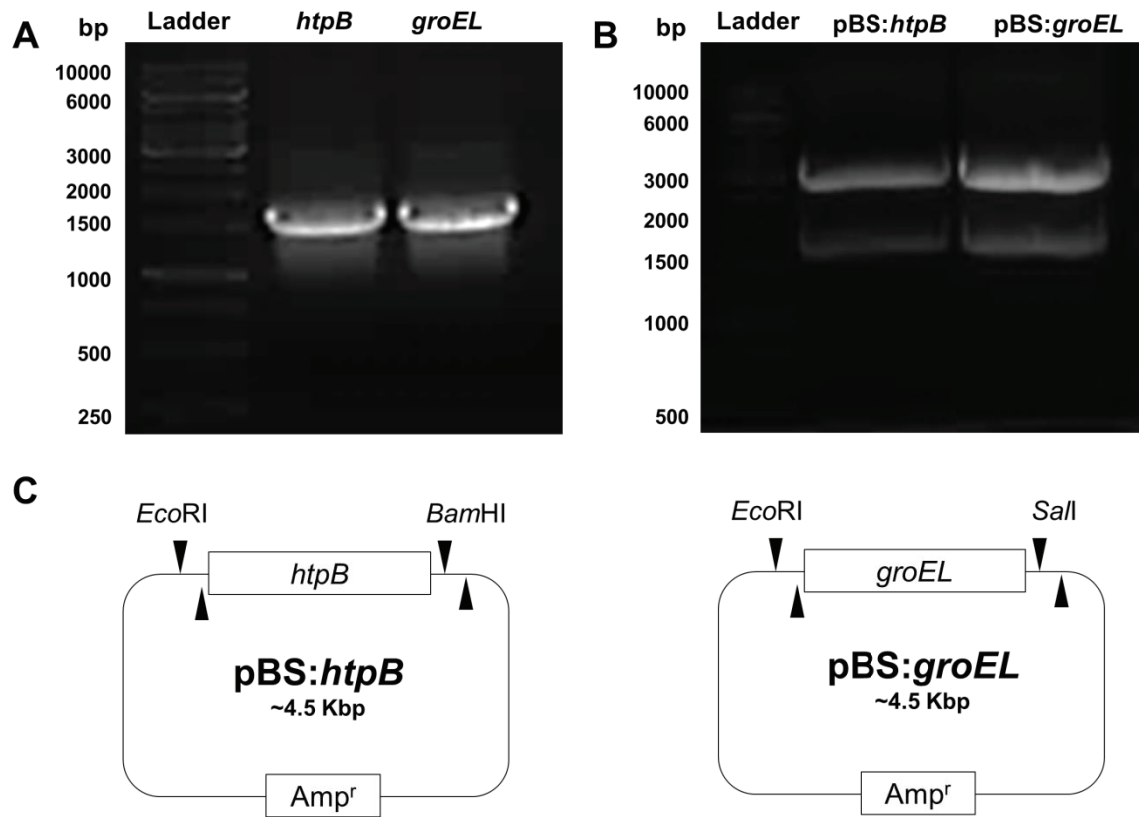 A bp Ladder htpB groEL
10000
6000
3000
2000
1500
1000
500
250
B bp Ladder pBS:htpB pBS:groEL
10000
6000
3000
2000
1500
1000
500
C
EcoRI BamHI
htpB
pBS:htpB
~4.5 Kbp
Ampʳ
EcoRI SalI
groEL
pBS:groEL
~4.5 Kbp
Ampʳ